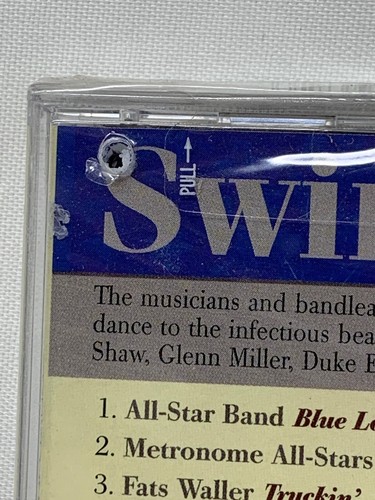 Swin
PULL →
The musicians and bandlea
dance to the infectious bea
Shaw, Glenn Miller, Duke E
1. All-Star Band Blue Lo
2. Metronome All-Stars
3. Fats Waller Truckin'